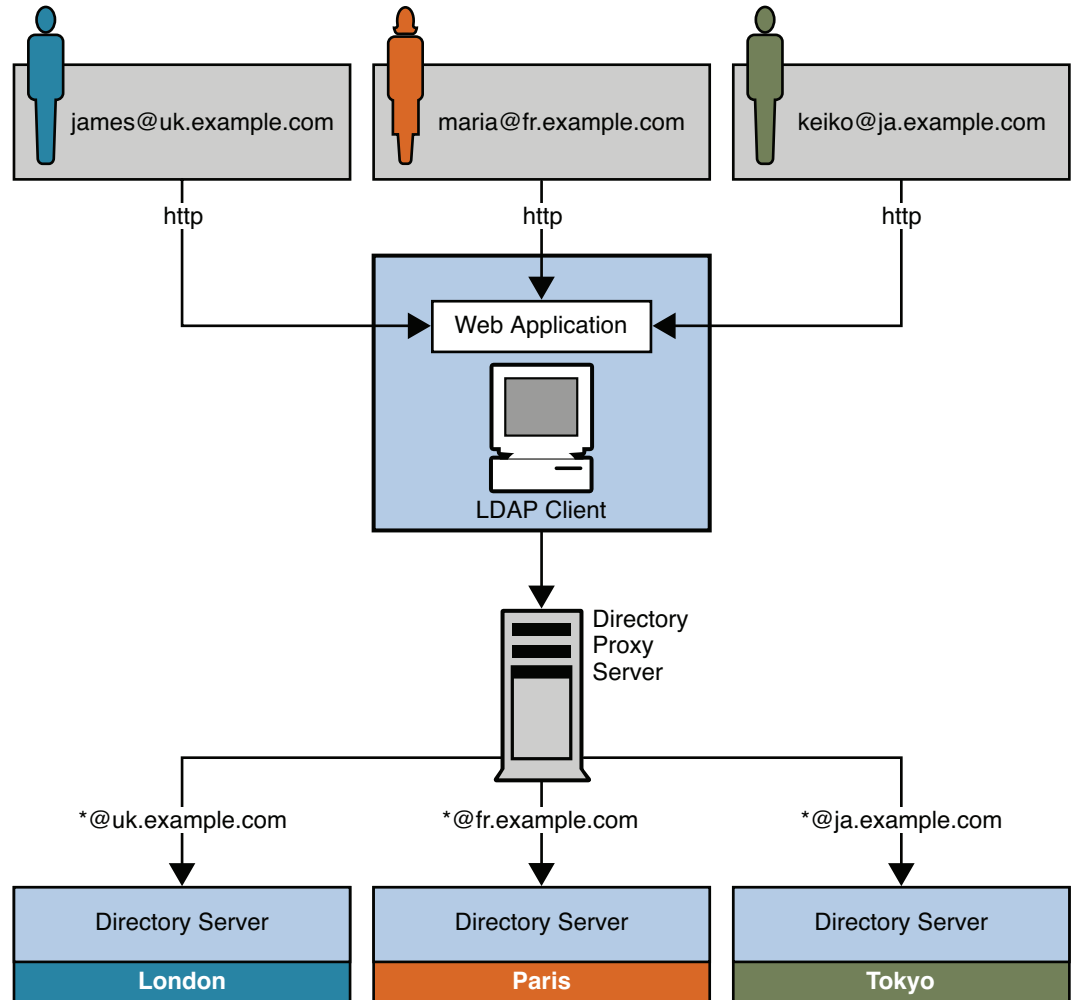 james@uk.example.com
maria@fr.example.com
keiko@ja.example.com
http
http
http
Web Application
LDAP Client
Directory
Proxy
Server
*@uk.example.com
*@fr.example.com
*@ja.example.com
Directory Server
Directory Server
Directory Server
London
Paris
Tokyo